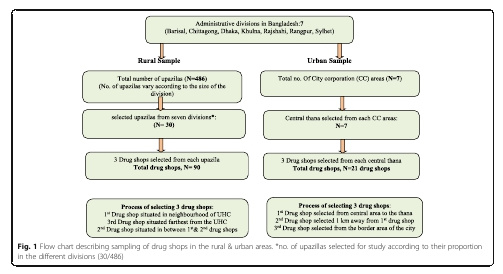 Administrative divisions in Bangladesh:7
(Barisal, Chittagong, Dhaka, Khulna, Rajshahi, Rangpur, Sylhet)
Rural Sample
Urban Sample
Total number of upazilas (N=486)
(No. of upazilas vary according to the size of the
division)
Total no. Of City corporation (CC) areas (N=7)
selected upazilas from seven divisions*:
(N= 30)
Central thana selected from each CC areas:
N=7
3 Drug shops selected from each upazila
Total drug shops, N= 90
3 Drug shops selected from each central thana
Total drug shops, N=21 drug shops
Process of selecting 3 drug shops:
1st Drug shop situated in neighbourhood of UHC
3rd Drug shop situated farthest from the UHC
2nd Drug shop situated in between 1st & 2nd drug shops
Process of selecting 3 drug shops:
1st Drug shop selected from central area to the thana
2nd Drug shop selected 1 km away from 1st drug shop
3rd Drug shop selected from the border area of the city
Fig. 1 Flow chart describing sampling of drug shops in the rural & urban areas. *no. of upazilas selected for study according to their proportion
in the different divisions (30/486)